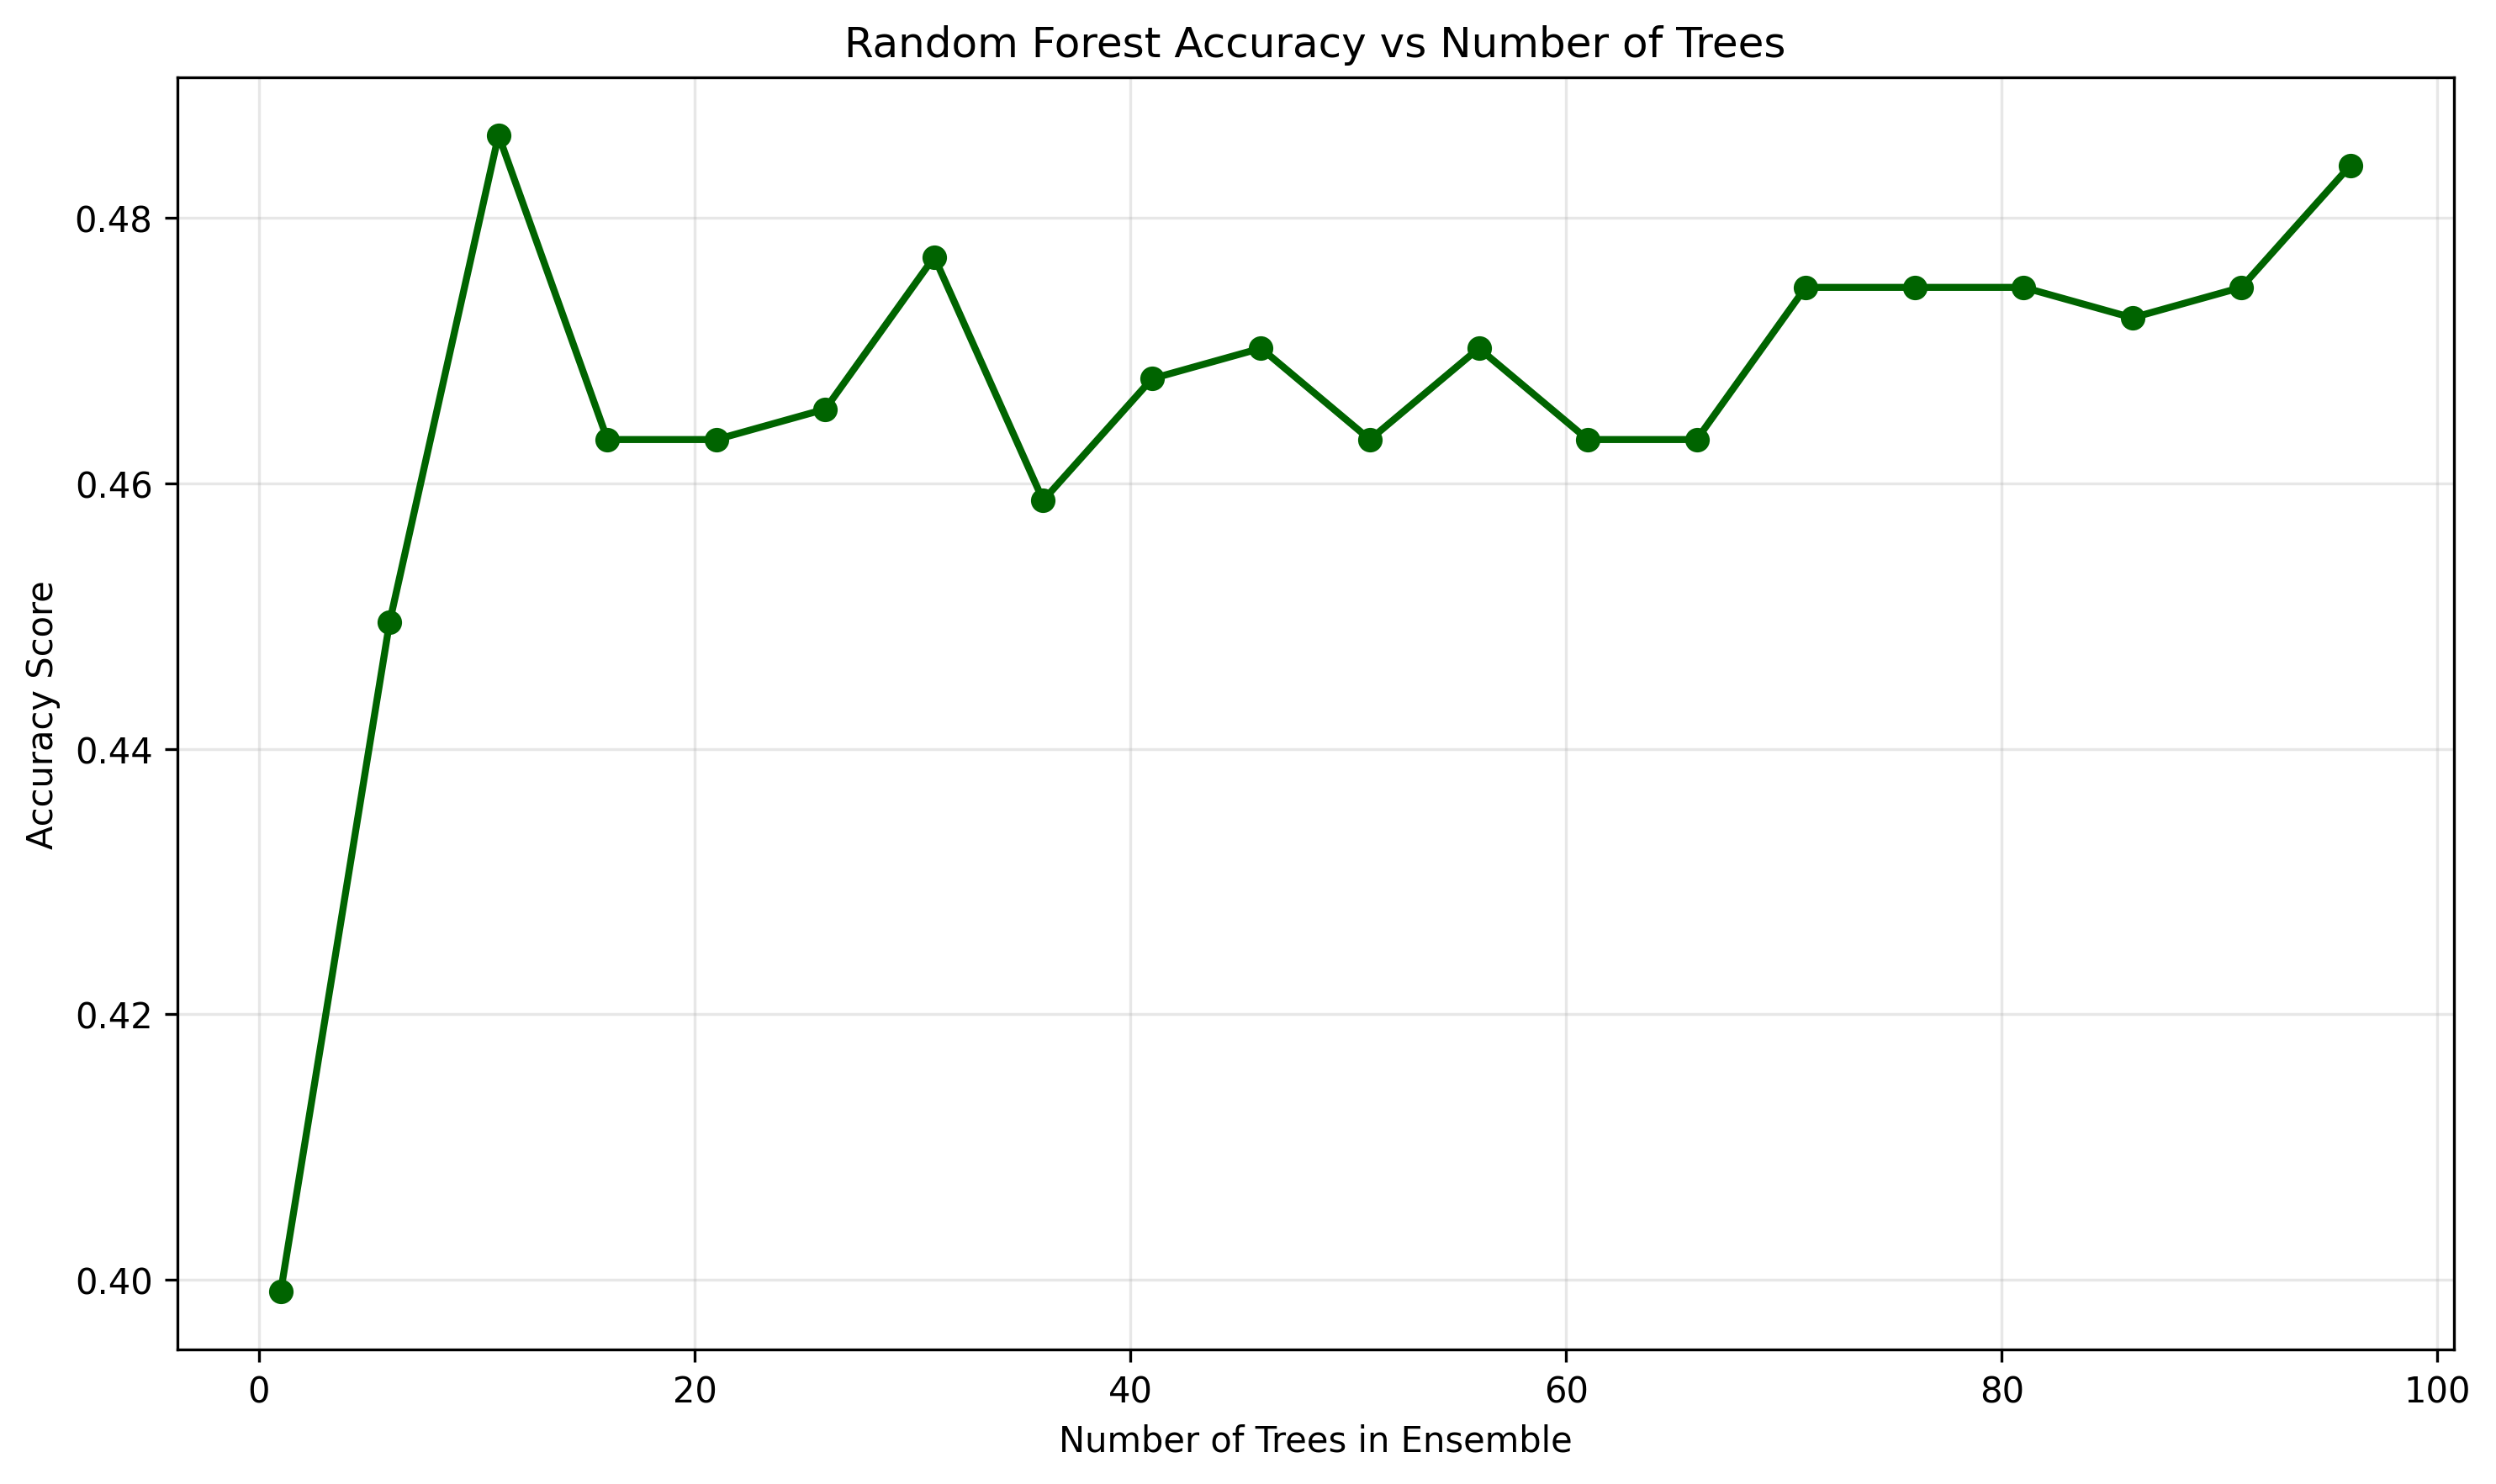 Random Forest Accuracy vs Number of Trees
Accuracy Score
0.48
0.46
0.44
0.42
0.40
0 20 40 60 80 100
Number of Trees in Ensemble